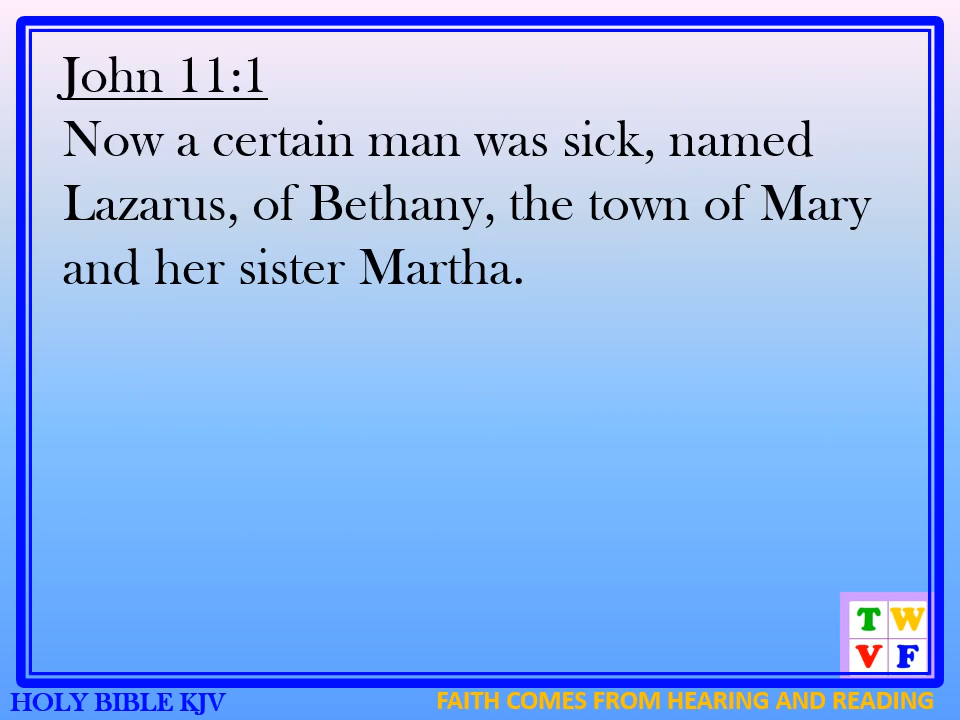 John 11:1
Now a certain man was sick, named
Lazarus, of Bethany, the town of Mary
and her sister Martha.
T W
V F
HOLY BIBLE KJV
FAITH COMES FROM HEARING AND READING